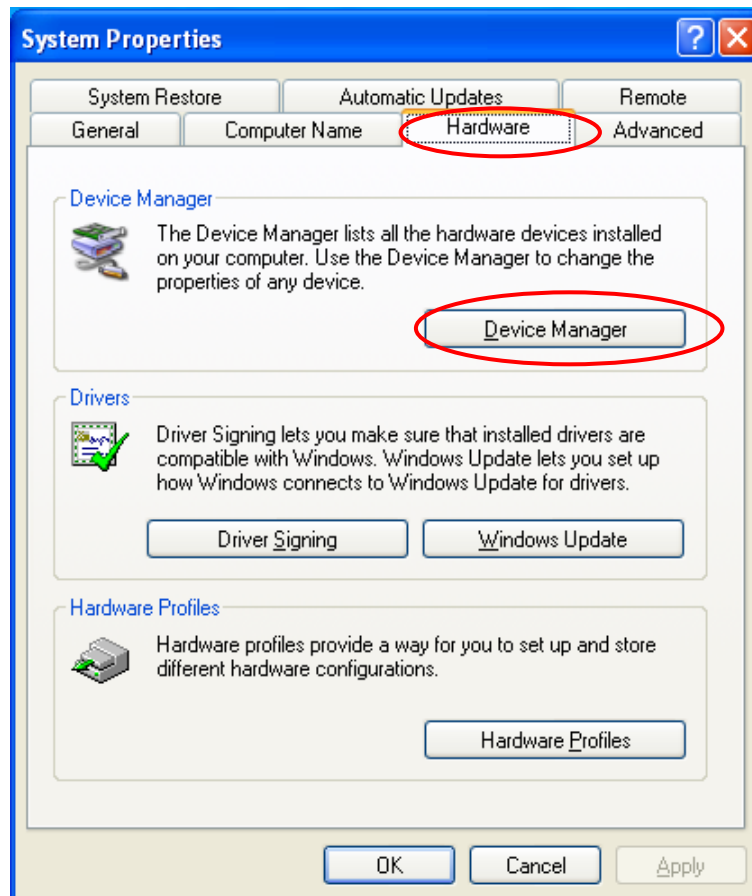 System Properties
System Restore Automatic Updates Remote
General Computer Name Hardware Advanced
Device Manager
The Device Manager lists all the hardware devices installed
on your computer. Use the Device Manager to change the
properties of any device.
Device Manager
Drivers
Driver Signing lets you make sure that installed drivers are
compatible with Windows. Windows Update lets you set up
how Windows connects to Windows Update for drivers.
Driver Signing Windows Update
Hardware Profiles
Hardware profiles provide a way for you to set up and store
different hardware configurations.
Hardware Profiles
OK Cancel Apply